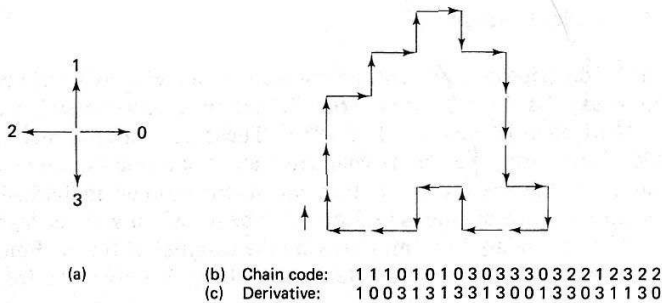 1
2 0
3
(a) (b) Chain code: 1 1 1 0 1 0 1 0 3 0 3 3 3 0 3 2 2 1 2 3 2 2
(c) Derivative: 1 0 0 3 1 3 1 3 3 1 3 0 0 1 3 3 0 3 1 1 3 0